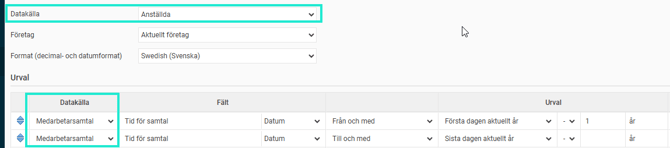 Datakälla Anställda
Företag Aktuellt företag
Format (decimal- och datumformat) Swedish (Svenska)
Urval
Datakälla Fält Urval
Medarbetarsamtal Tid för samtal Datum Från och med Första dagen aktuellt år - 1 år
Medarbetarsamtal Tid för samtal Datum Till och med Sista dagen aktuellt år - år